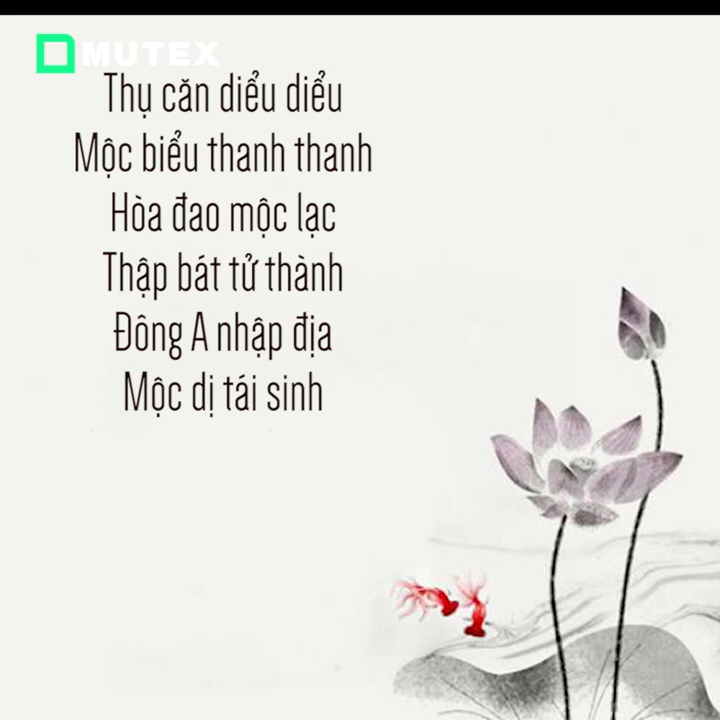 MUTEX
Thụ căn diểu diểu
Mộc biểu thanh thanh
Hòa đao mộc lạc
Thập bát tử thành
Đông A nhập địa
Mộc dị tái sinh